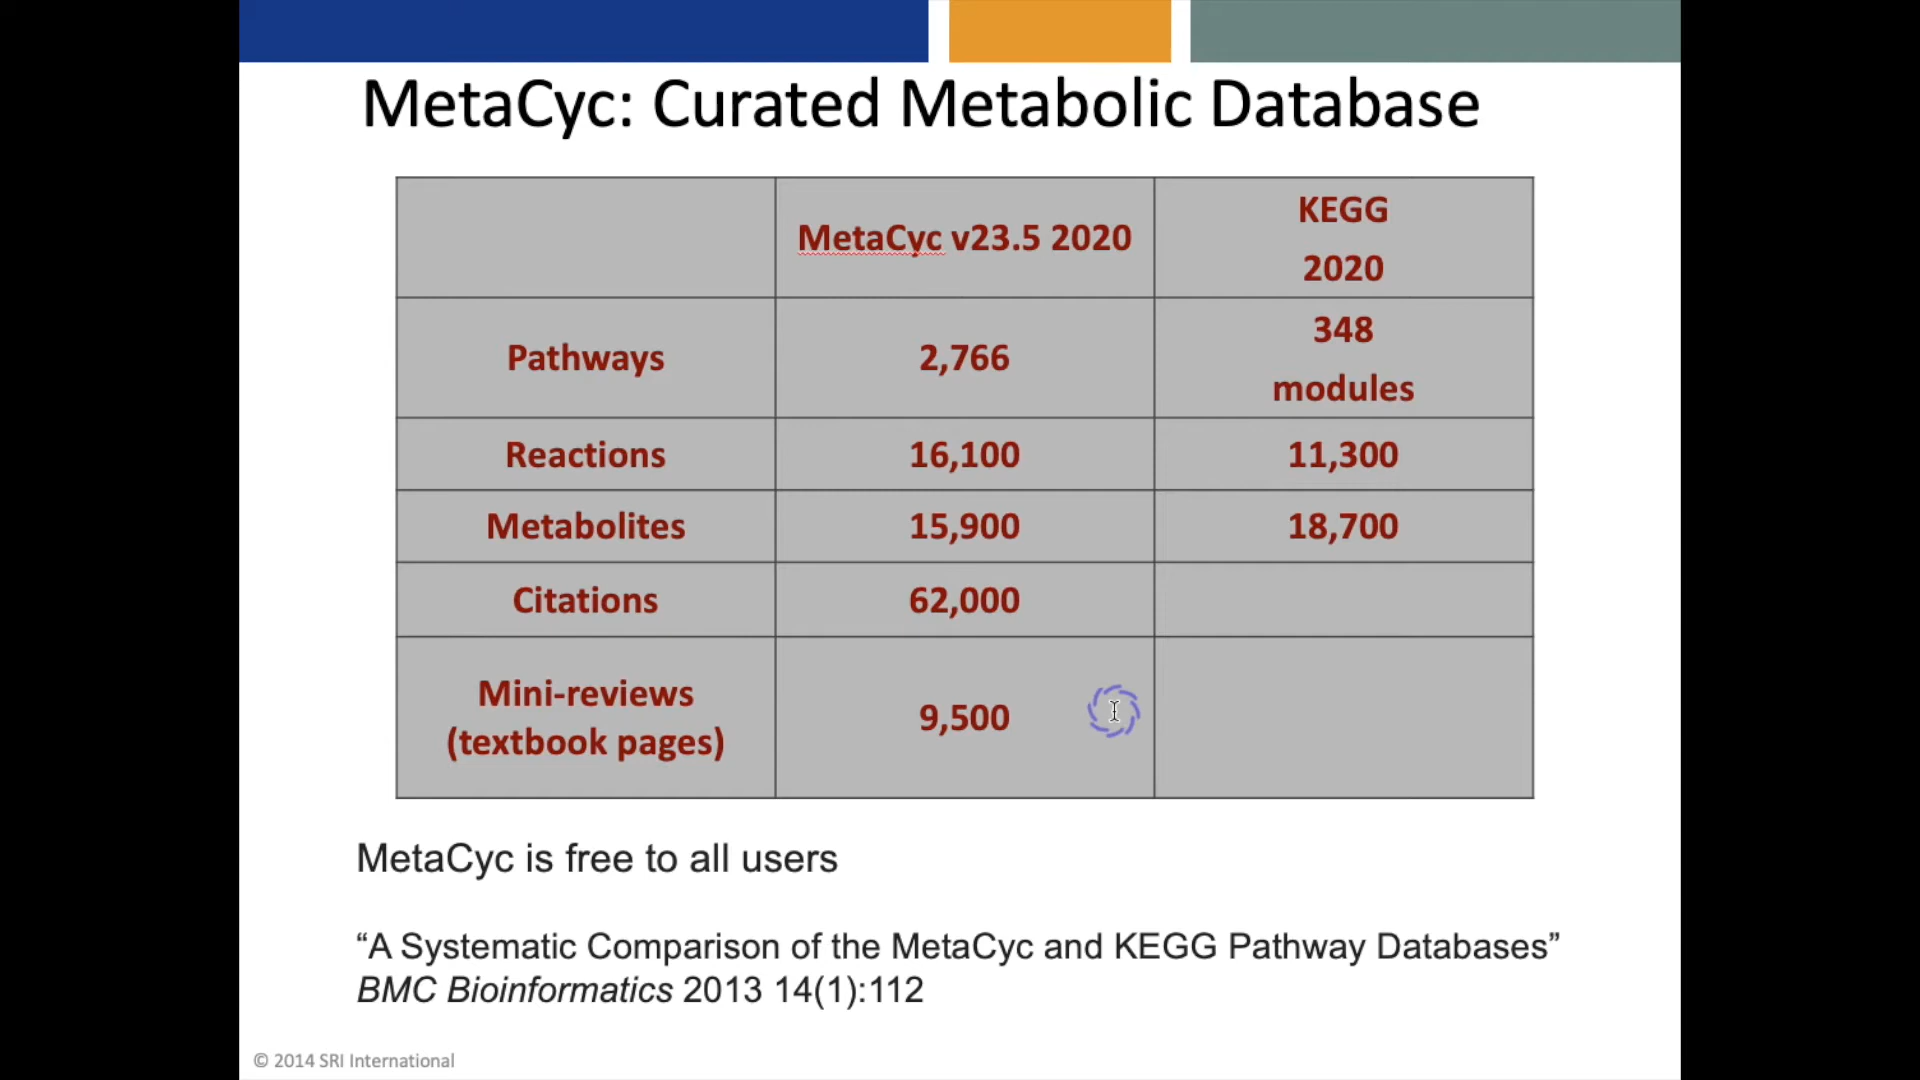 MetaCyc: Curated Metabolic Database
MetaCyc v23.5 2020
KEGG
2020
Pathways
2,766
348
modules
Reactions
16,100
11,300
Metabolites
15,900
18,700
Citations
62,000
Mini-reviews
(textbook pages)
9,500
MetaCyc is free to all users
“A Systematic Comparison of the MetaCyc and KEGG Pathway Databases”
BMC Bioinformatics 2013 14(1):112
© 2014 SRI International